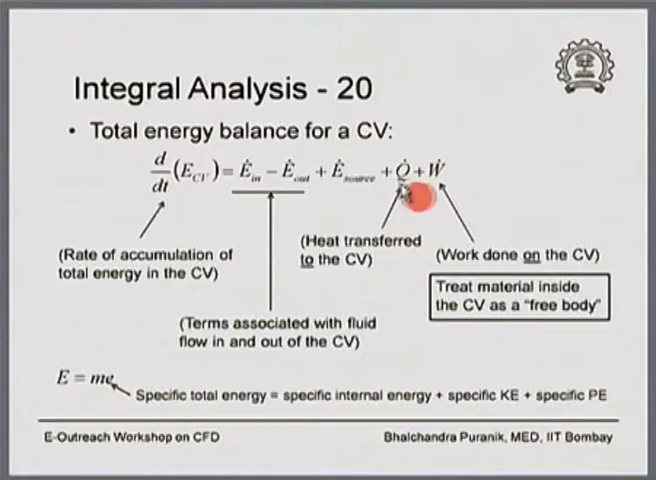 Integral Analysis - 20
• Total energy balance for a CV:
d/dt (E_CV) = Ė_in − Ė_out + Ė_source + Q̇ + Ẇ
(Rate of accumulation of
total energy in the CV)
(Heat transferred
to the CV)
(Work done on the CV)
Treat material inside
the CV as a “free body”
(Terms associated with fluid
flow in and out of the CV)
E = me
Specific total energy = specific internal energy + specific KE + specific PE
E-Outreach Workshop on CFD
Bhalchandra Puranik, MED, IIT Bombay